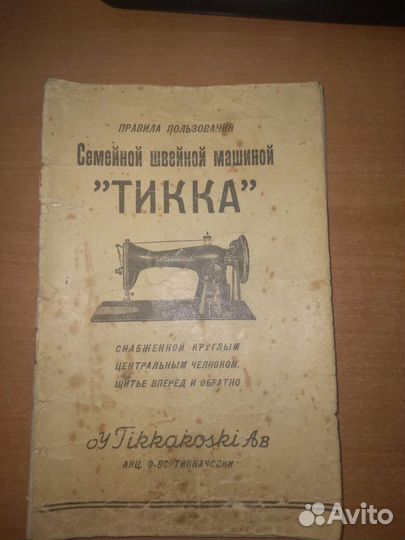 ПРАВИЛА ПОЛЬЗОВАНИЯ
Семейной швейной машиной
"ТИККА"
СНАБЖЕННОЙ КРУГЛЫМ
ЦЕНТРАЛЬНЫМ ЧЕЛНОКОМ.
ШИТЬЕ ВПЕРЕД И ОБРАТНО
OY Tikkakoski AB
АКЦ. О-ВО ТИККАКОСКИ
Avito